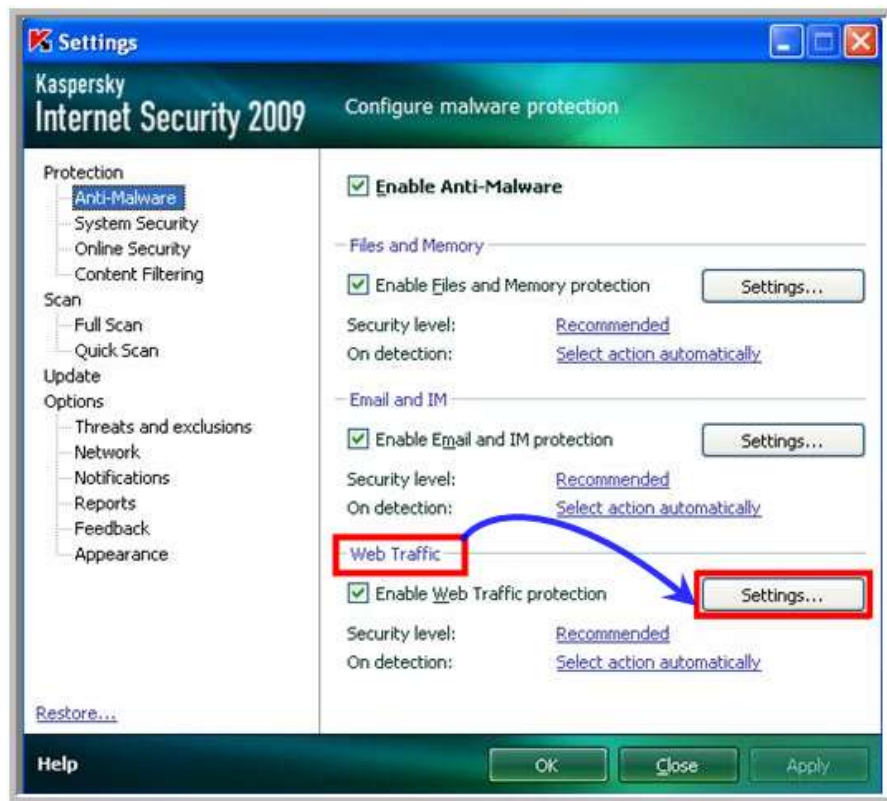 Settings
Kaspersky
Internet Security 2009
Configure malware protection
Protection
Anti-Malware
System Security
Online Security
Content Filtering
Scan
Full Scan
Quick Scan
Update
Options
Threats and exclusions
Network
Notifications
Reports
Feedback
Appearance
Restore...
Enable Anti-Malware
Files and Memory
Enable Files and Memory protection Settings...
Security level: Recommended
On detection: Select action automatically
Email and IM
Enable Email and IM protection Settings...
Security level: Recommended
On detection: Select action automatically
Web Traffic
Enable Web Traffic protection Settings...
Security level: Recommended
On detection: Select action automatically
Help OK Close Apply